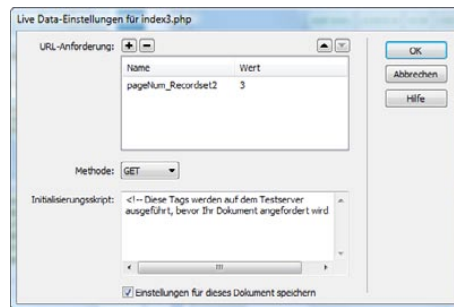 Live Data-Einstellungen für index3.php
URL-Anforderung:
OK
Name Wert
Abbrechen
pageNum_Recordset2 3
Hilfe
Methode: GET
Initialisierungsskript: <!-- Diese Tags werden auf dem Testserver
ausgeführt, bevor Ihr Dokument angefordert wird
Einstellungen für dieses Dokument speichern